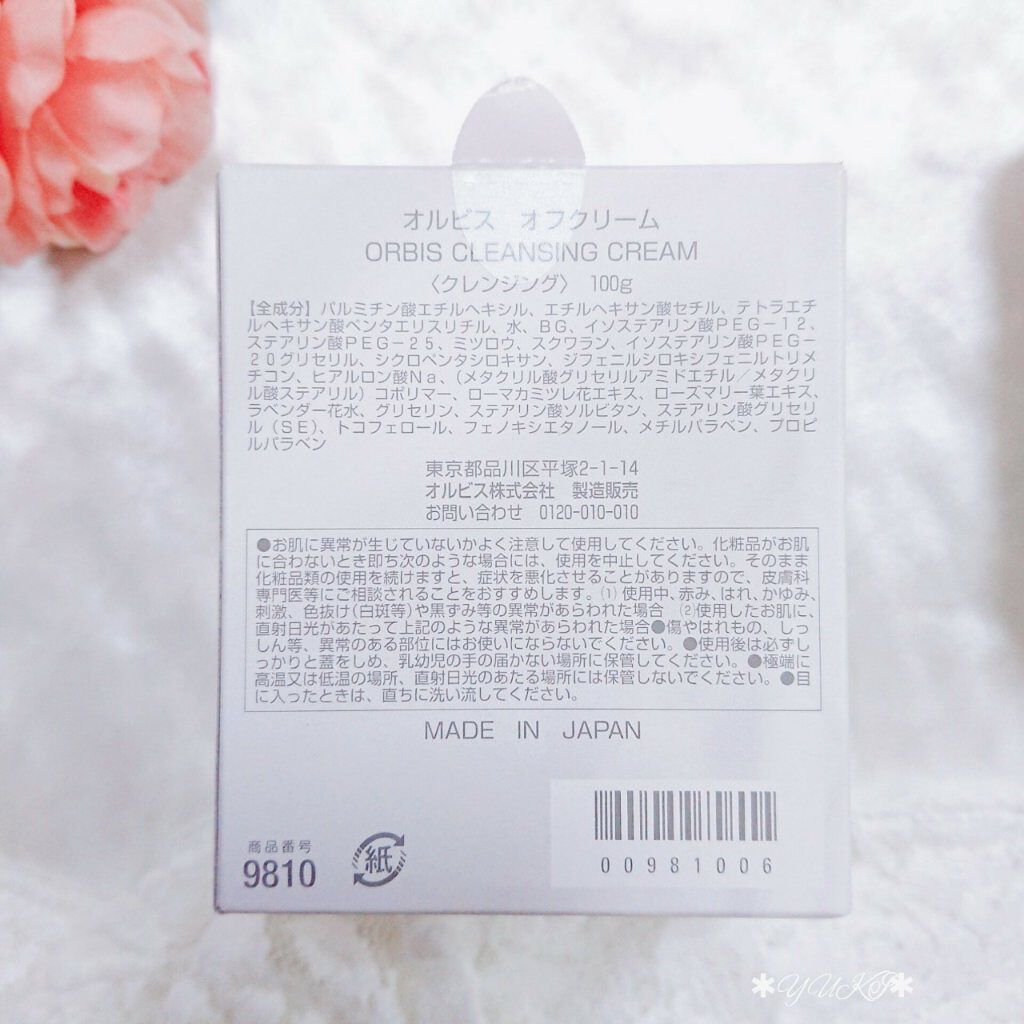 オルビス　オフクリーム
ORBIS CLEANSING CREAM
〈クレンジング〉 100g
【全成分】パルミチン酸エチルヘキシル、エチルヘキサン酸セチル、テトラエチ
ルヘキサン酸ペンタエリスリチル、水、BG、イソステアリン酸PEG－12、
ステアリン酸PEG－25、ミツロウ、スクワラン、イソステアリン酸PEG－
20グリセリル、シクロペンタシロキサン、ジフェニルシロキシフェニルトリメ
チコン、ヒアルロン酸Na、（メタクリル酸グリセリルアミドエチル／メタクリ
ル酸ステアリル）コポリマー、ローマカミツレ花エキス、ローズマリー葉エキス、
ラベンダー花水、グリセリン、ステアリン酸ソルビタン、ステアリン酸グリセリ
ル（SE）、トコフェロール、フェノキシエタノール、メチルパラベン、プロピ
ルパラベン
東京都品川区平塚2-1-14
オルビス株式会社　製造販売
お問い合わせ　0120-010-010
●お肌に異常が生じていないかよく注意して使用してください。化粧品がお肌
に合わないとき即ち次のような場合には、使用を中止してください。そのまま
化粧品類の使用を続けますと、症状を悪化させることがありますので、皮膚科
専門医等にご相談されることをおすすめします。⑴ 使用中、赤み、はれ、かゆみ、
刺激、色抜け(白斑等)や黒ずみ等の異常があらわれた場合　⑵使用したお肌に、
直射日光があたって上記のような異常があらわれた場合●傷やはれもの、しっ
しん等、異常のある部位にはお使いにならないでください。●使用後は必ずし
っかりと蓋をしめ、乳幼児の手の届かない場所に保管してください。●極端に
高温又は低温の場所、直射日光のあたる場所には保管しないでください。●目
に入ったときは、直ちに洗い流してください。
MADE IN JAPAN
商品番号
9810
紙
00981006
✻YUKI✻